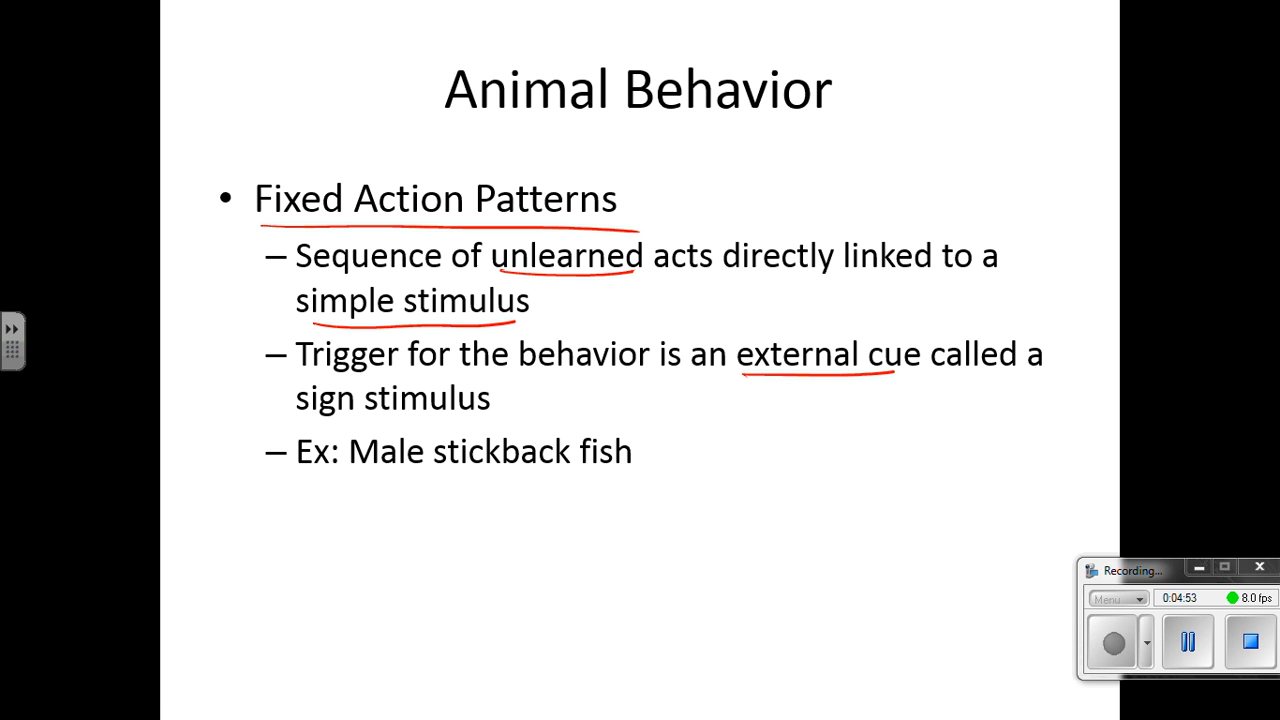 Animal Behavior
• Fixed Action Patterns
– Sequence of unlearned acts directly linked to a
simple stimulus
– Trigger for the behavior is an external cue called a
sign stimulus
– Ex: Male stickback fish
Recording...
Menu 0:04:53 8.0 fps